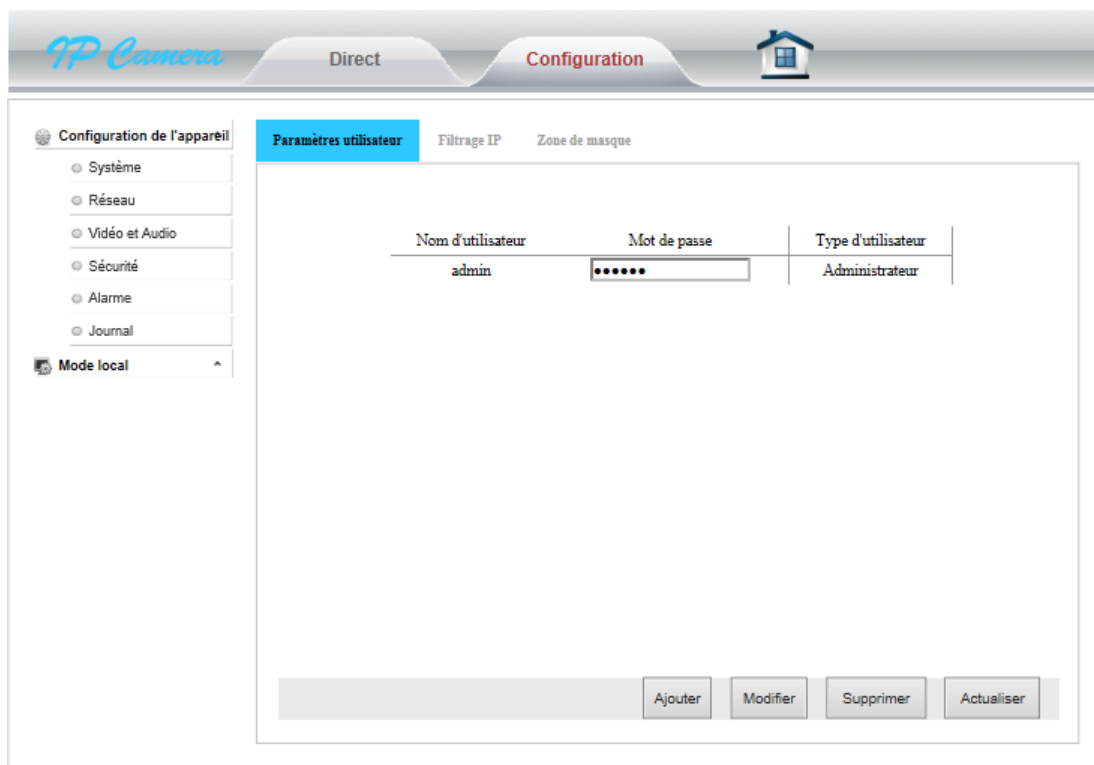 IP Camera
Direct
Configuration
Configuration de l'appareil
Système
Réseau
Vidéo et Audio
Sécurité
Alarme
Journal
Mode local
Paramètres utilisateur
Filtrage IP
Zone de masque
Nom d'utilisateur Mot de passe Type d'utilisateur
admin •••••• Administrateur
Ajouter Modifier Supprimer Actualiser